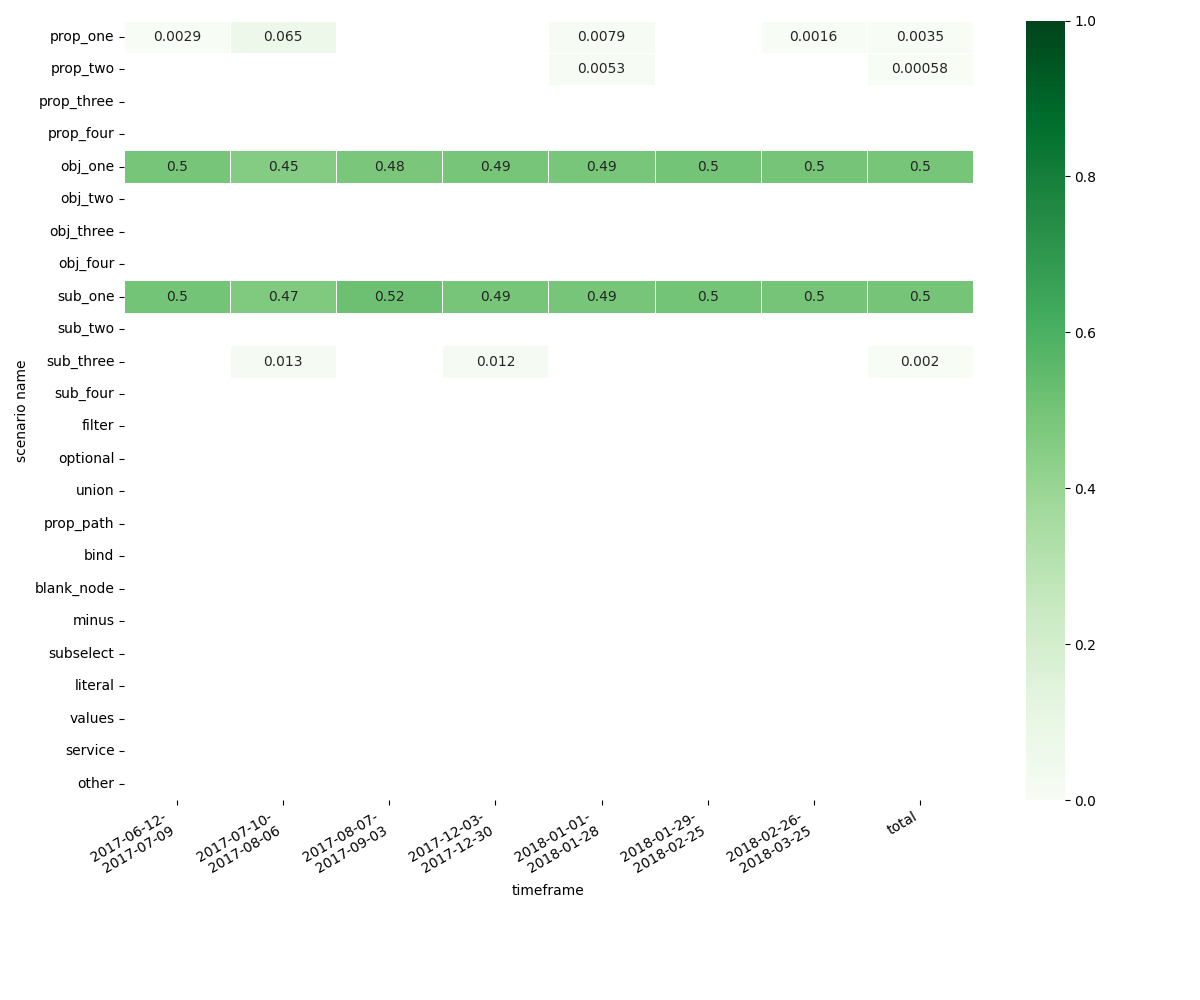 prop_one 0.0029 0.065 0.0079 0.0016 0.0035
prop_two 0.0053 0.00058
prop_three
prop_four
obj_one 0.5 0.45 0.48 0.49 0.49 0.5 0.5 0.5
obj_two
obj_three
obj_four
sub_one 0.5 0.47 0.52 0.49 0.49 0.5 0.5 0.5
sub_two
sub_three 0.013 0.012 0.002
sub_four
filter
optional
union
prop_path
bind
blank_node
minus
subselect
literal
values
service
other
scenario name
2017-06-12-
2017-07-09
2017-07-10-
2017-08-06
2017-08-07-
2017-09-03
2017-12-03-
2017-12-30
2018-01-01-
2018-01-28
2018-01-29-
2018-02-25
2018-02-26-
2018-03-25
total
timeframe
1.0
0.8
0.6
0.4
0.2
0.0